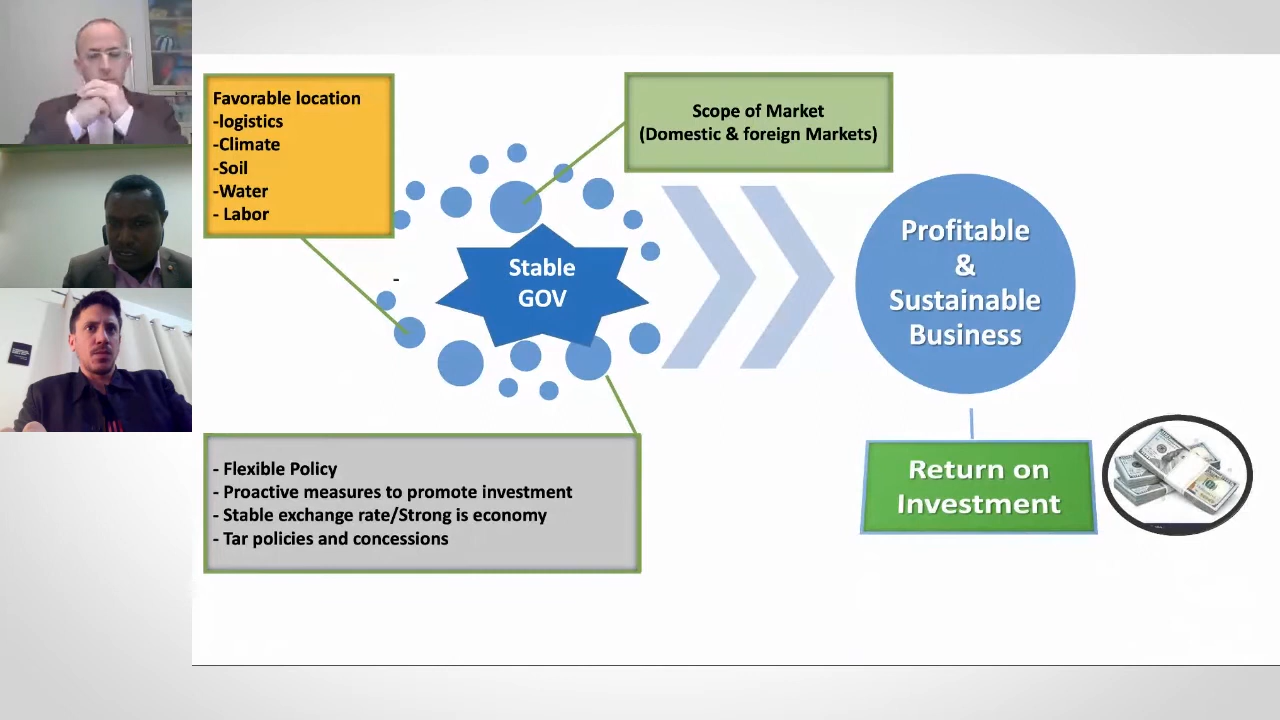 Favorable location
-logistics
-Climate
-Soil
-Water
- Labor
Scope of Market
(Domestic & foreign Markets)
-
Stable
GOV
Profitable
&
Sustainable
Business
- Flexible Policy
- Proactive measures to promote investment
- Stable exchange rate/Strong is economy
- Tar policies and concessions
Return on
Investment